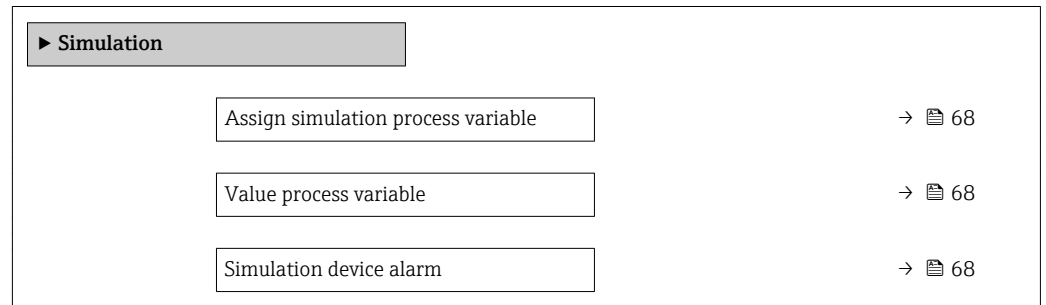 ▶ Simulation
Assign simulation process variable → 68
Value process variable → 68
Simulation device alarm → 68